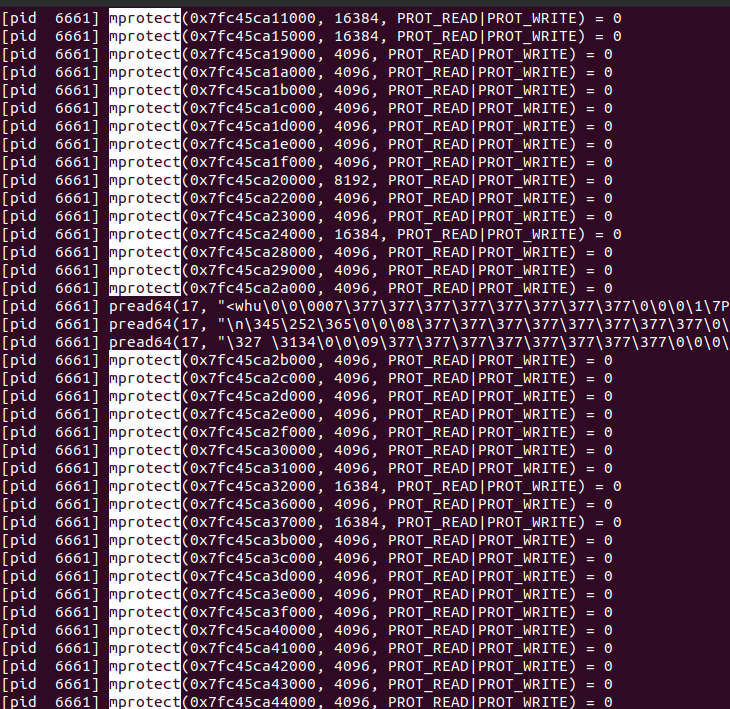 [pid  6661] mprotect(0x7fc45ca11000, 16384, PROT_READ|PROT_WRITE) = 0
[pid  6661] mprotect(0x7fc45ca15000, 16384, PROT_READ|PROT_WRITE) = 0
[pid  6661] mprotect(0x7fc45ca19000, 4096, PROT_READ|PROT_WRITE) = 0
[pid  6661] mprotect(0x7fc45ca1a000, 4096, PROT_READ|PROT_WRITE) = 0
[pid  6661] mprotect(0x7fc45ca1b000, 4096, PROT_READ|PROT_WRITE) = 0
[pid  6661] mprotect(0x7fc45ca1c000, 4096, PROT_READ|PROT_WRITE) = 0
[pid  6661] mprotect(0x7fc45ca1d000, 4096, PROT_READ|PROT_WRITE) = 0
[pid  6661] mprotect(0x7fc45ca1e000, 4096, PROT_READ|PROT_WRITE) = 0
[pid  6661] mprotect(0x7fc45ca1f000, 4096, PROT_READ|PROT_WRITE) = 0
[pid  6661] mprotect(0x7fc45ca20000, 8192, PROT_READ|PROT_WRITE) = 0
[pid  6661] mprotect(0x7fc45ca22000, 4096, PROT_READ|PROT_WRITE) = 0
[pid  6661] mprotect(0x7fc45ca23000, 4096, PROT_READ|PROT_WRITE) = 0
[pid  6661] mprotect(0x7fc45ca24000, 16384, PROT_READ|PROT_WRITE) = 0
[pid  6661] mprotect(0x7fc45ca28000, 4096, PROT_READ|PROT_WRITE) = 0
[pid  6661] mprotect(0x7fc45ca29000, 4096, PROT_READ|PROT_WRITE) = 0
[pid  6661] mprotect(0x7fc45ca2a000, 4096, PROT_READ|PROT_WRITE) = 0
[pid  6661] pread64(17, "<whu\0\0\0007\377\377\377\377\377\377\377\377\0\0\0\1\7P
[pid  6661] pread64(17, "\n\345\252\365\0\0\08\377\377\377\377\377\377\377\377\0\
[pid  6661] pread64(17, "\327 \3134\0\0\09\377\377\377\377\377\377\377\377\0\0\0\
[pid  6661] mprotect(0x7fc45ca2b000, 4096, PROT_READ|PROT_WRITE) = 0
[pid  6661] mprotect(0x7fc45ca2c000, 4096, PROT_READ|PROT_WRITE) = 0
[pid  6661] mprotect(0x7fc45ca2d000, 4096, PROT_READ|PROT_WRITE) = 0
[pid  6661] mprotect(0x7fc45ca2e000, 4096, PROT_READ|PROT_WRITE) = 0
[pid  6661] mprotect(0x7fc45ca2f000, 4096, PROT_READ|PROT_WRITE) = 0
[pid  6661] mprotect(0x7fc45ca30000, 4096, PROT_READ|PROT_WRITE) = 0
[pid  6661] mprotect(0x7fc45ca31000, 4096, PROT_READ|PROT_WRITE) = 0
[pid  6661] mprotect(0x7fc45ca32000, 16384, PROT_READ|PROT_WRITE) = 0
[pid  6661] mprotect(0x7fc45ca36000, 4096, PROT_READ|PROT_WRITE) = 0
[pid  6661] mprotect(0x7fc45ca37000, 16384, PROT_READ|PROT_WRITE) = 0
[pid  6661] mprotect(0x7fc45ca3b000, 4096, PROT_READ|PROT_WRITE) = 0
[pid  6661] mprotect(0x7fc45ca3c000, 4096, PROT_READ|PROT_WRITE) = 0
[pid  6661] mprotect(0x7fc45ca3d000, 4096, PROT_READ|PROT_WRITE) = 0
[pid  6661] mprotect(0x7fc45ca3e000, 4096, PROT_READ|PROT_WRITE) = 0
[pid  6661] mprotect(0x7fc45ca3f000, 4096, PROT_READ|PROT_WRITE) = 0
[pid  6661] mprotect(0x7fc45ca40000, 4096, PROT_READ|PROT_WRITE) = 0
[pid  6661] mprotect(0x7fc45ca41000, 4096, PROT_READ|PROT_WRITE) = 0
[pid  6661] mprotect(0x7fc45ca42000, 4096, PROT_READ|PROT_WRITE) = 0
[pid  6661] mprotect(0x7fc45ca43000, 4096, PROT_READ|PROT_WRITE) = 0
[pid  6661] mprotect(0x7fc45ca44000, 4096, PROT_READ|PROT_WRITE) = 0